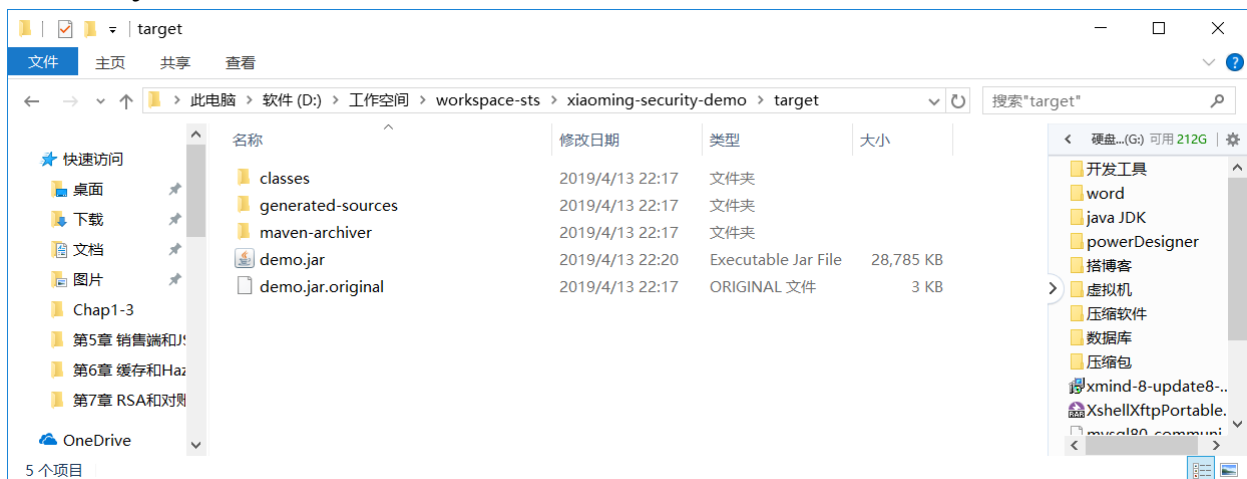 target
文件 主页 共享 查看
此电脑 > 软件 (D:) > 工作空间 > workspace-sts > xiaoming-security-demo > target
搜索"target"
快速访问
桌面
下载
文档
图片
Chap1-3
第5章 销售端和JS
第6章 缓存和Haz
第7章 RSA和对账
OneDrive
名称 修改日期 类型 大小
classes 2019/4/13 22:17 文件夹
generated-sources 2019/4/13 22:17 文件夹
maven-archiver 2019/4/13 22:17 文件夹
demo.jar 2019/4/13 22:20 Executable Jar File 28,785 KB
demo.jar.original 2019/4/13 22:17 ORIGINAL 文件 3 KB
硬盘...(G:) 可用 212G
开发工具
word
java JDK
powerDesigner
搭博客
虚拟机
压缩软件
数据库
压缩包
xmind-8-update8-..
XshellXftpPortable.
mysql80-communi
5 个项目